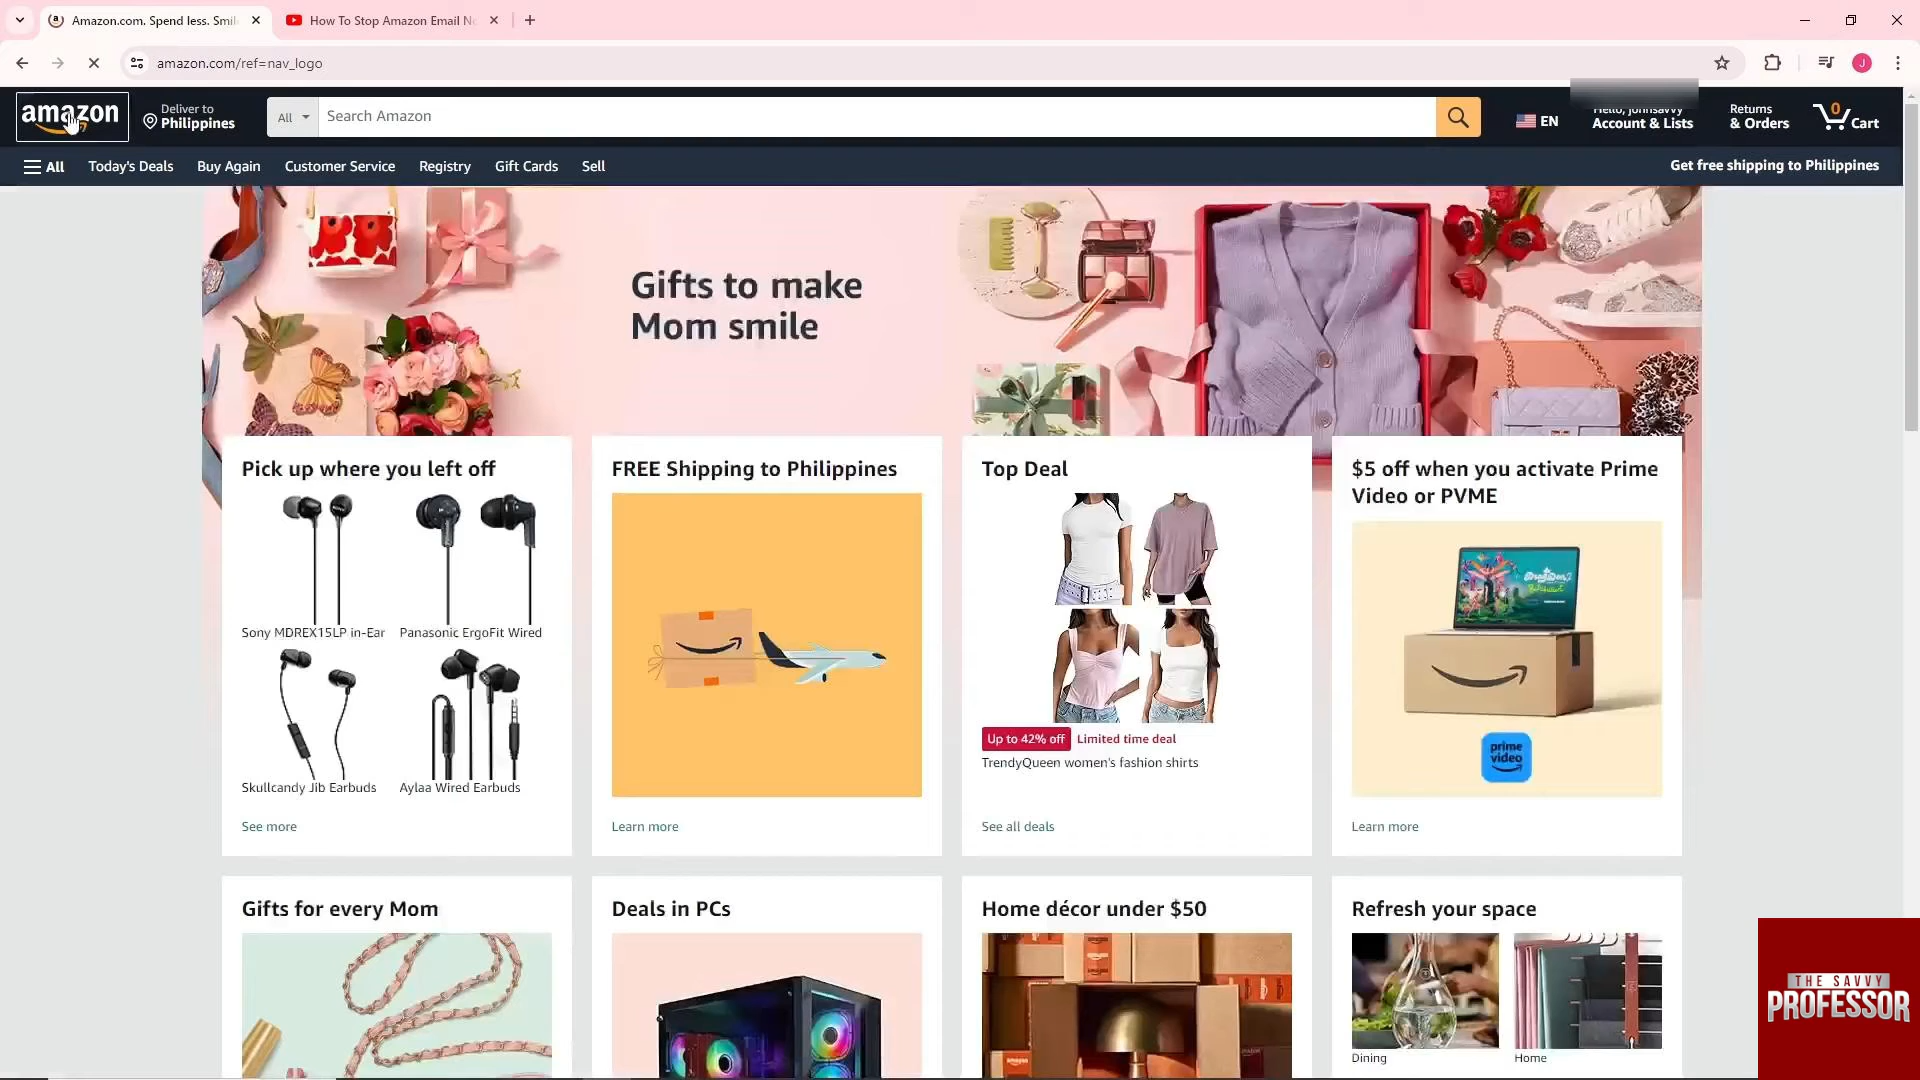 Amazon.com. Spend less. Smil
How To Stop Amazon Email N
amazon.com/ref=nav_logo
J
amazon
Deliver to
Philippines
All
Search Amazon
EN
Hello, johnsavvy
Account & Lists
Returns
& Orders
0
Cart
All
Today's Deals
Buy Again
Customer Service
Registry
Gift Cards
Sell
Get free shipping to Philippines
Gifts to make
Mom smile
Pick up where you left off
Sony MDREX15LP in-Ear
Panasonic ErgoFit Wired
Skullcandy Jib Earbuds
Aylaa Wired Earbuds
See more
FREE Shipping to Philippines
Learn more
Top Deal
Up to 42% off
Limited time deal
TrendyQueen women's fashion shirts
See all deals
$5 off when you activate Prime
Video or PVME
prime
video
Learn more
Gifts for every Mom
Deals in PCs
Home décor under $50
Refresh your space
Dining
Home
THE SAVVY
PROFESSOR